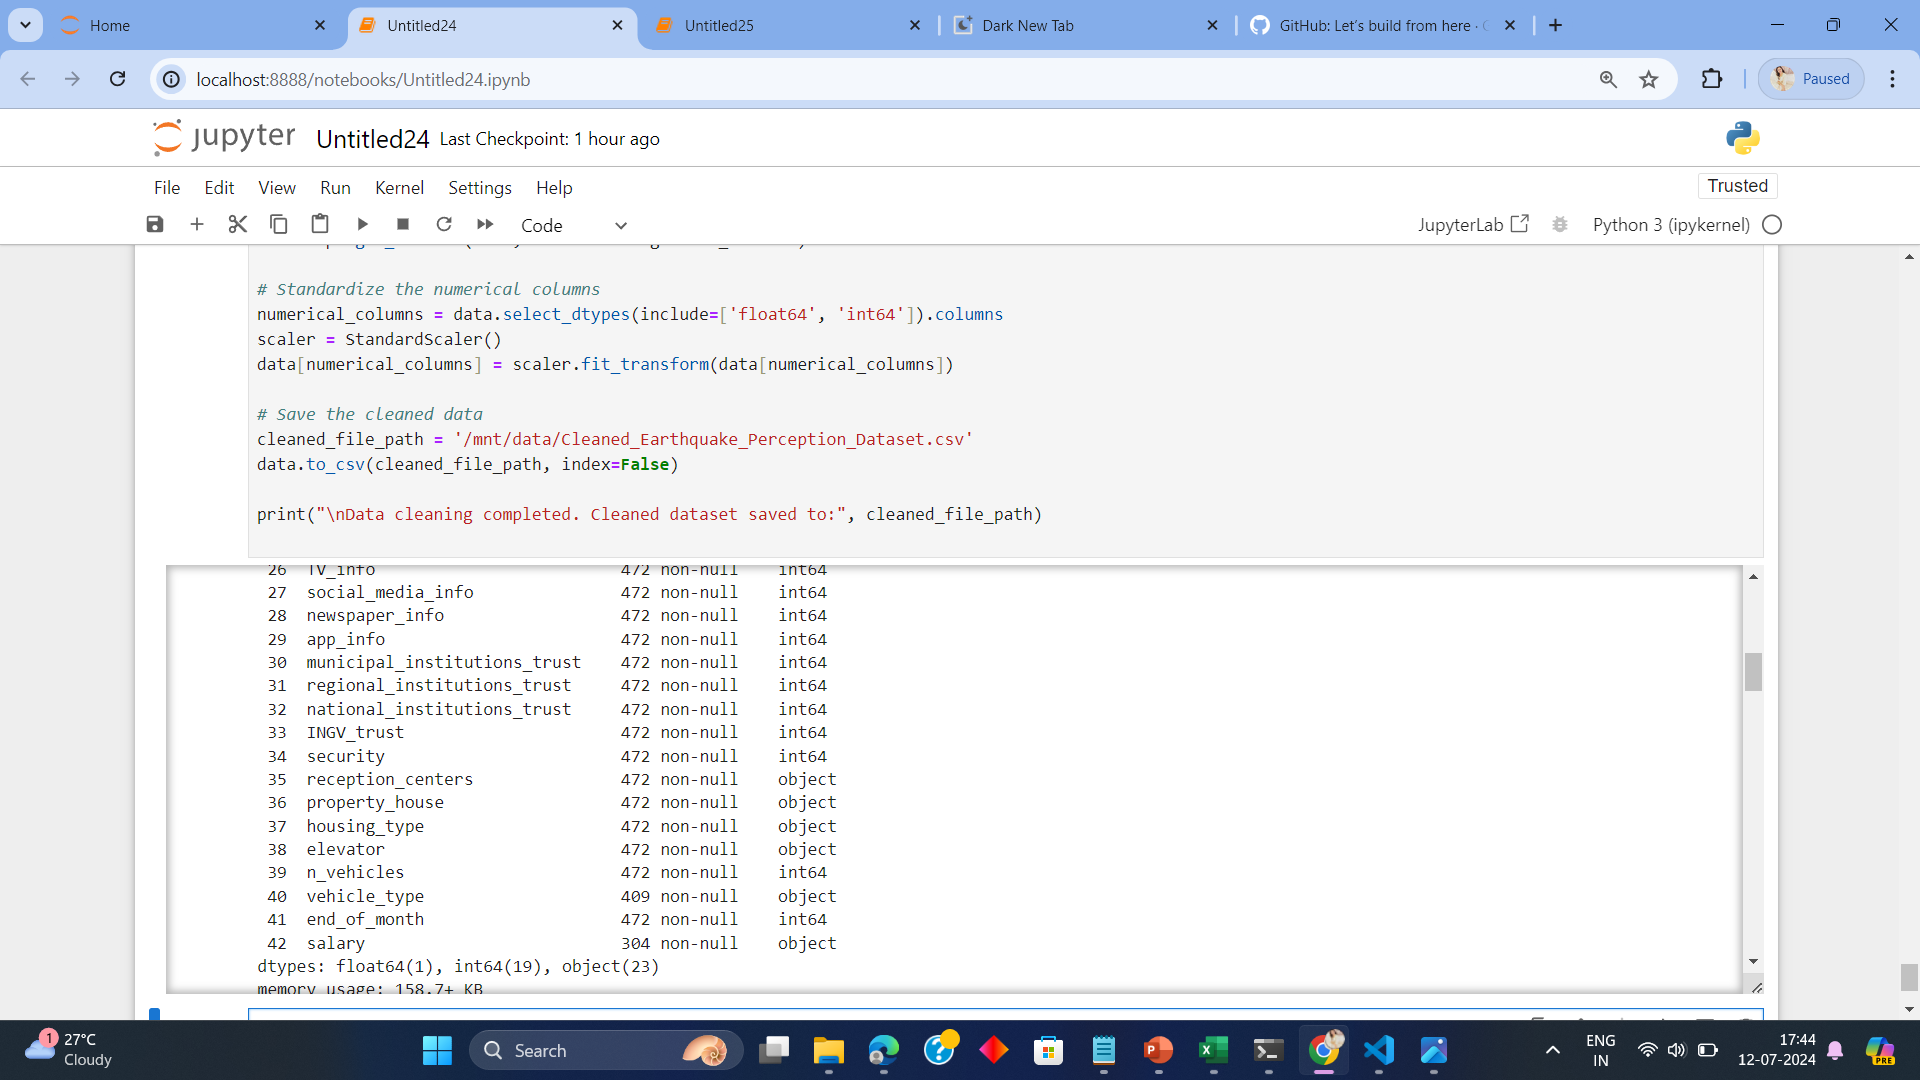 Home
Untitled24
Untitled25
Dark New Tab
GitHub: Let's build from here ·
localhost:8888/notebooks/Untitled24.ipynb
Paused
jupyter
Untitled24
Last Checkpoint: 1 hour ago
File
Edit
View
Run
Kernel
Settings
Help
Trusted
Code
JupyterLab
Python 3 (ipykernel)
# Standardize the numerical columns
numerical_columns = data.select_dtypes(include=['float64', 'int64']).columns
scaler = StandardScaler()
data[numerical_columns] = scaler.fit_transform(data[numerical_columns])
# Save the cleaned data
cleaned_file_path = '/mnt/data/Cleaned_Earthquake_Perception_Dataset.csv'
data.to_csv(cleaned_file_path, index=False)
print("\nData cleaning completed. Cleaned dataset saved to:", cleaned_file_path)
26 TV_info 472 non-null int64
27 social_media_info 472 non-null int64
28 newspaper_info 472 non-null int64
29 app_info 472 non-null int64
30 municipal_institutions_trust 472 non-null int64
31 regional_institutions_trust 472 non-null int64
32 national_institutions_trust 472 non-null int64
33 INGV_trust 472 non-null int64
34 security 472 non-null int64
35 reception_centers 472 non-null object
36 property_house 472 non-null object
37 housing_type 472 non-null object
38 elevator 472 non-null object
39 n_vehicles 472 non-null int64
40 vehicle_type 409 non-null object
41 end_of_month 472 non-null int64
42 salary 304 non-null object
dtypes: float64(1), int64(19), object(23)
memory usage: 158.7+ KB
1
27°C
Cloudy
Search
ENG
IN
17:44
12-07-2024
PRE